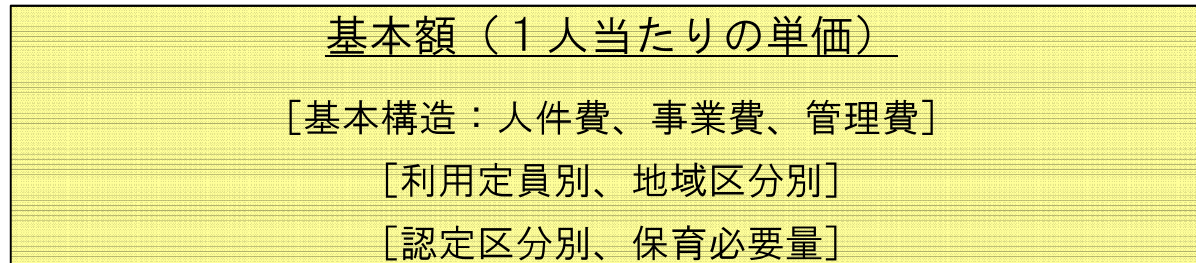 基本額（１人当たりの単価）
［基本構造：人件費、事業費、管理費］
［利用定員別、地域区分別］
［認定区分別、保育必要量］